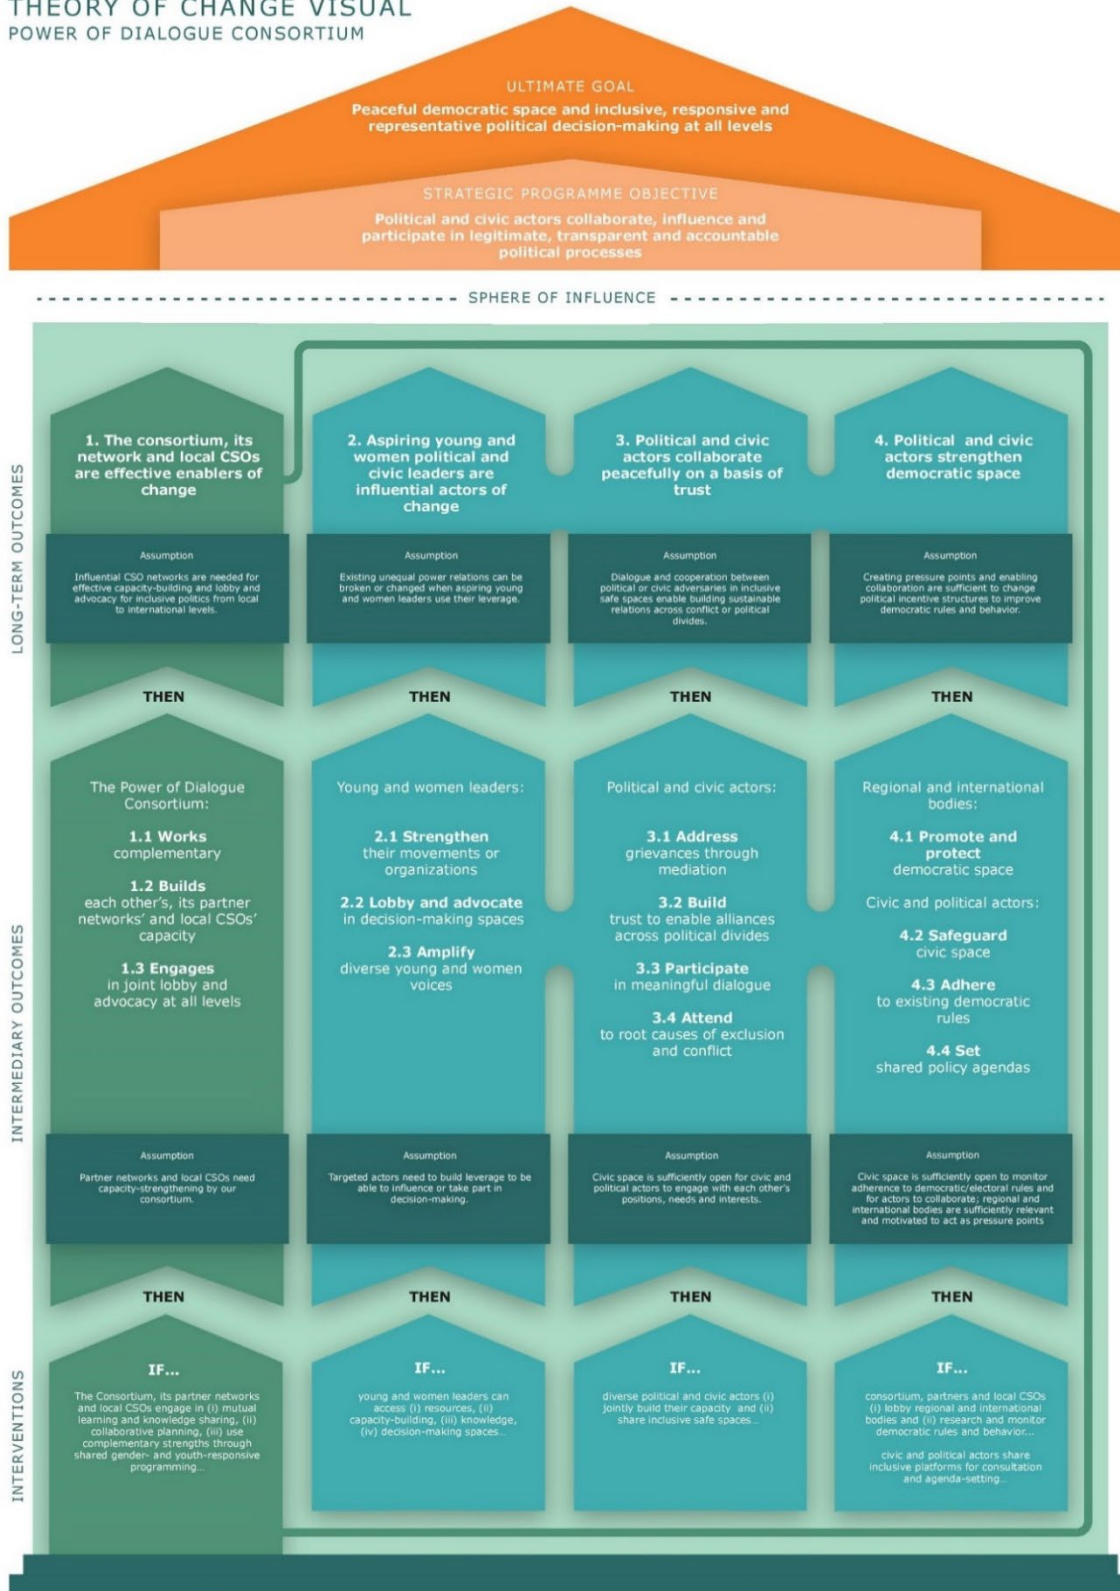 THEORY OF CHANGE VISUAL
POWER OF DIALOGUE CONSORTIUM
ULTIMATE GOAL
Peaceful democratic space and inclusive, responsive and
representative political decision-making at all levels
STRATEGIC PROGRAMME OBJECTIVE
Political and civic actors collaborate, influence and
participate in legitimate, transparent and accountable
political processes
SPHERE OF INFLUENCE
LONG-TERM OUTCOMES
1. The consortium, its
network and local CSOs
are effective enablers of
change
Assumption
Influential CSO networks are needed for
effective capacity-building and lobby and
advocacy for inclusive politics from local
to international levels.
2. Aspiring young and
women political and
civic leaders are
influential actors of
change
Assumption
Existing unequal power relations can be
broken or changed when aspiring young
and women leaders use their leverage.
3. Political and civic
actors collaborate
peacefully on a basis of
trust
Assumption
Dialogue and cooperation between
political or civic adversaries in inclusive
safe spaces enable building sustainable
relations across conflict or political
divides.
4. Political and civic
actors strengthen
democratic space
Assumption
Creating pressure points and enabling
collaboration are sufficient to change
political incentive structures to improve
democratic rules and behavior.
THEN
THEN
THEN
THEN
INTERMEDIARY OUTCOMES
The Power of Dialogue
Consortium:
1.1 Works
complementary
1.2 Builds
each other's, its partner
networks' and local CSOs'
capacity
1.3 Engages
in joint lobby and
advocacy at all levels
Assumption
Partner networks and local CSOs need
capacity-strengthening by our
consortium.
Young and women leaders:
2.1 Strengthen
their movements or
organizations
2.2 Lobby and advocate
in decision-making spaces
2.3 Amplify
diverse young and women
voices
Assumption
Targeted actors need to build leverage to be
able to influence or take part in
decision-making.
Political and civic actors:
3.1 Address
grievances through
mediation
3.2 Build
trust to enable alliances
across political divides
3.3 Participate
in meaningful dialogue
3.4 Attend
to root causes of exclusion
and conflict
Assumption
Civic space is sufficiently open for civic and
political actors to engage with each other's
positions, needs and interests.
Regional and international
bodies:
4.1 Promote and
protect
democratic space
Civic and political actors:
4.2 Safeguard
civic space
4.3 Adhere
to existing democratic
rules
4.4 Set
shared policy agendas
Assumption
Civic space is sufficiently open to monitor
adherence to democratic/electoral rules and
for actors to collaborate; regional and
international bodies are sufficiently relevant
and motivated to act as pressure points
THEN
THEN
THEN
THEN
INTERVENTIONS
IF...
The Consortium, its partner networks
and local CSOs engage in (i) mutual
learning and knowledge sharing, (ii)
collaborative planning, (iii) use
complementary strengths through
shared gender- and youth-responsive
programming...
IF...
young and women leaders can
access (i) resources, (ii)
capacity-building, (iii) knowledge,
(iv) decision-making spaces...
IF...
diverse political and civic actors (i)
jointly build their capacity and (ii)
share inclusive safe spaces...
IF...
consortium, partners and local CSOs
(i) lobby regional and international
bodies and (ii) research and monitor
democratic rules and behavior...
civic and political actors share
inclusive platforms for consultation
and agenda-setting...